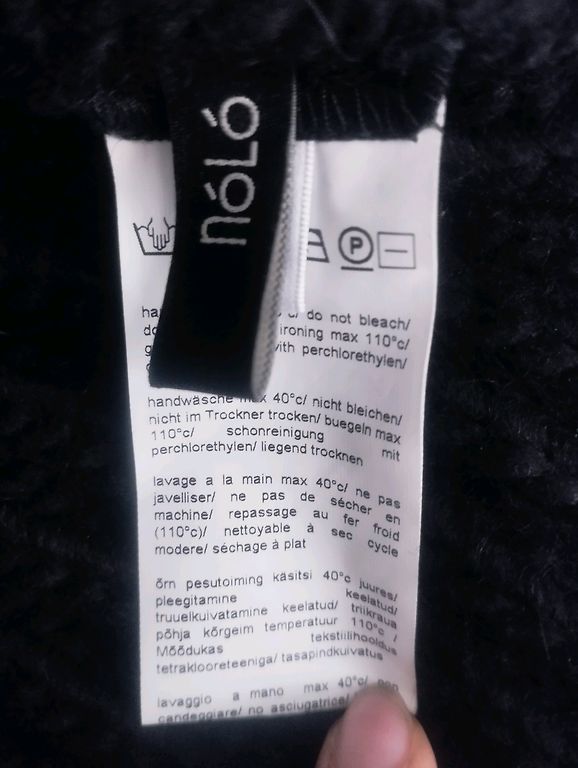 nóLó
P
do not bleach/
ironing max 110°c/
with perchlorethylen/
handwäsche max 40°c/ nicht bleichen/
nicht im Trockner trocken/ buegeln max
110°c/ schonreinigung mit
perchlorethylen/ liegend trocknen
lavage a la main max 40°c/ ne pas
javelliser/ ne pas de sécher en
machine/ repassage au fer froid
(110°c)/ nettoyable à sec cycle
modere/ séchage à plat
õrn pesutoiming käsitsi 40°c juures/
pleegitamine keelatud/
truuelkuivatamine keelatud/ triikraua
põhja kõrgeim temperatuur 110°c /
Mõõdukas tekstiilihooldus
tetraklooreteeniga/ tasapindkuivatus
lavaggio a mano max 40°c/ non
candeggiare/ no asciugatrice/